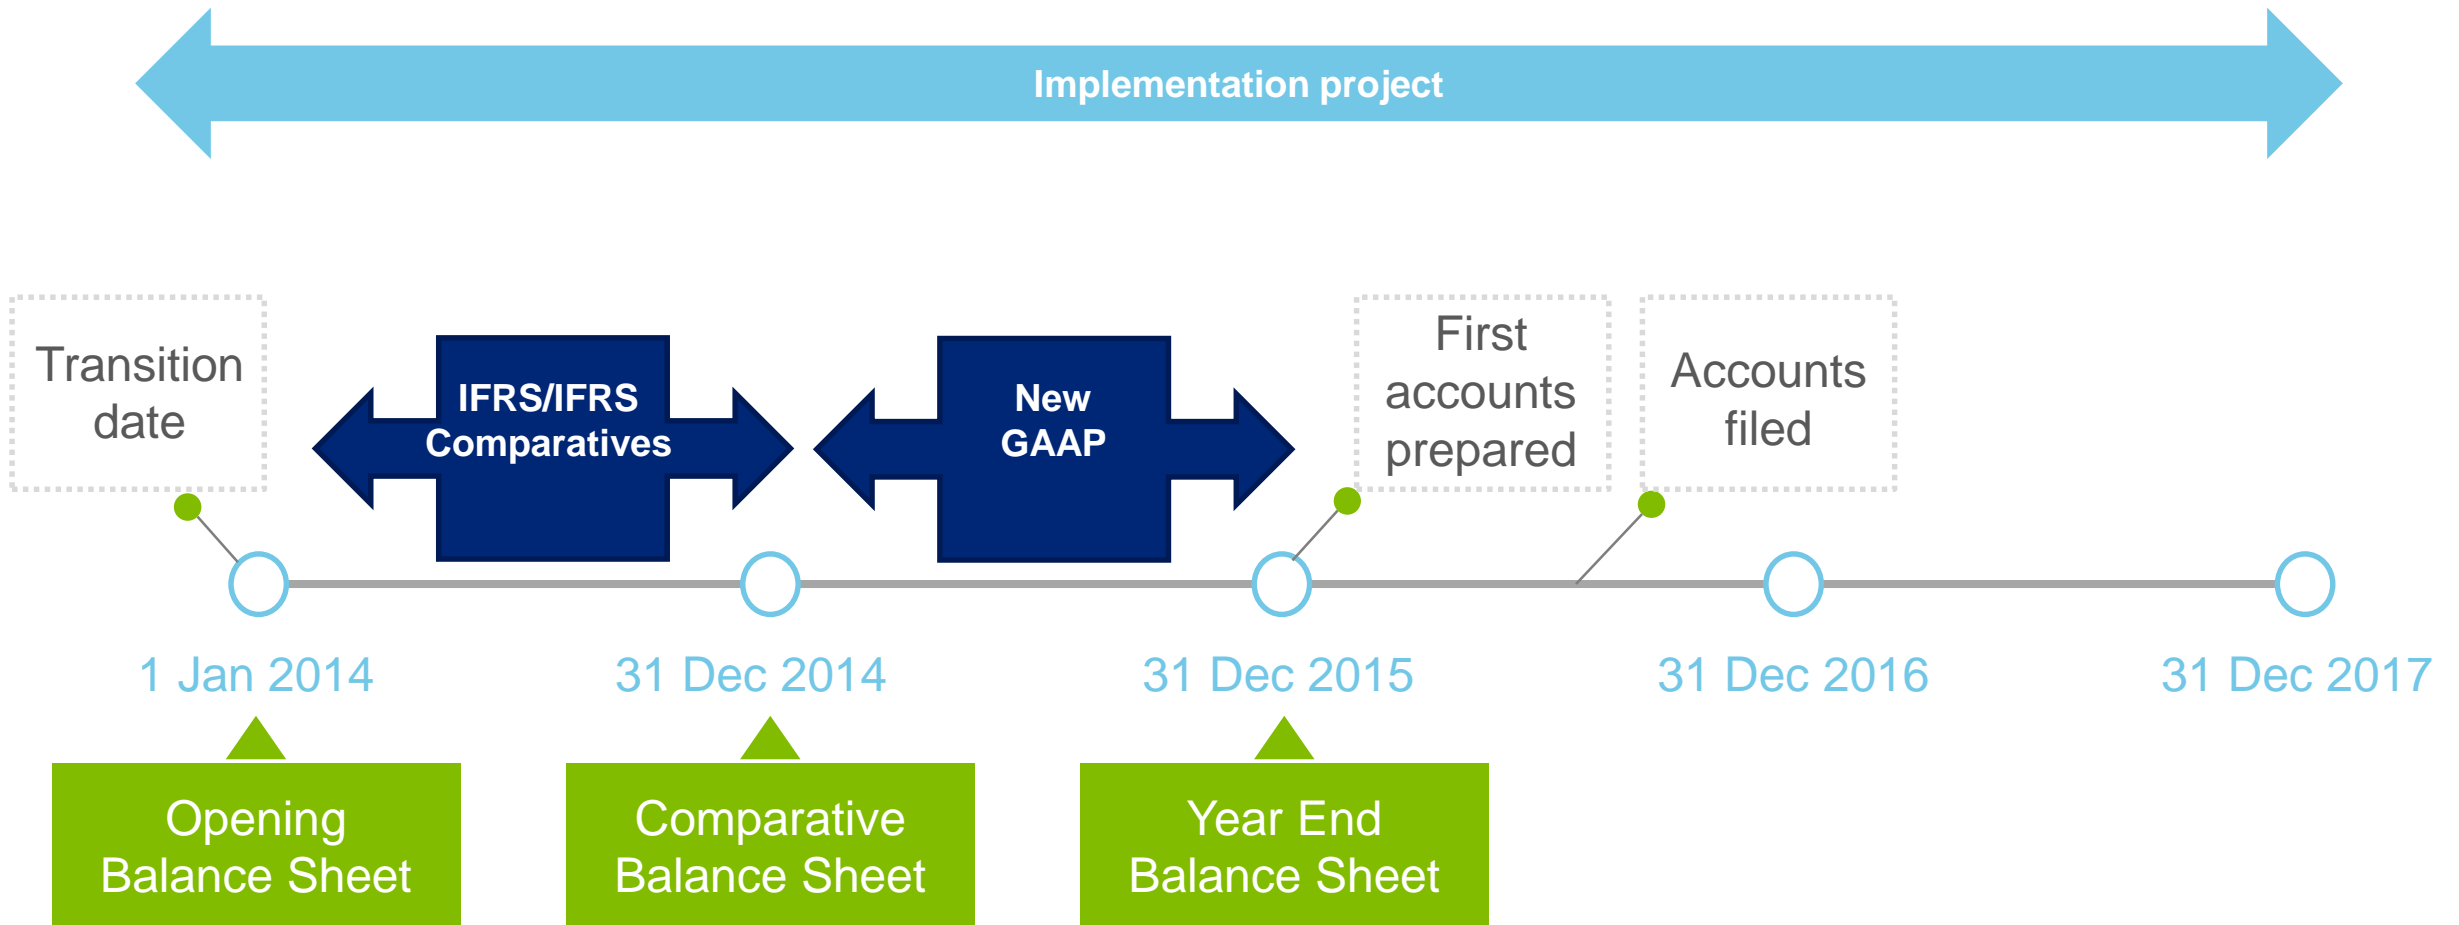 Implementation project
Transition
date
IFRS/IFRS
Comparatives
New
GAAP
First
accounts
prepared
Accounts
filed
1 Jan 2014
31 Dec 2014
31 Dec 2015
31 Dec 2016
31 Dec 2017
Opening
Balance Sheet
Comparative
Balance Sheet
Year End
Balance Sheet